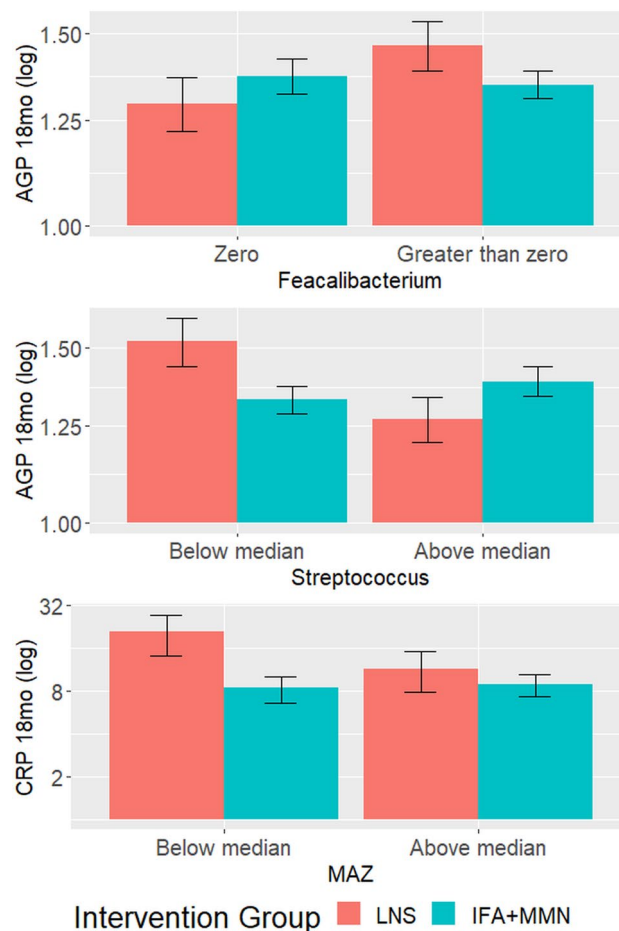 AGP 18mo (log)
1.50
1.25
1.00
Zero Greater than zero
Feacalibacterium
AGP 18mo (log)
1.50
1.25
1.00
Below median Above median
Streptococcus
CRP 18mo (log)
32
8
2
Below median Above median
MAZ
Intervention Group LNS IFA+MMN